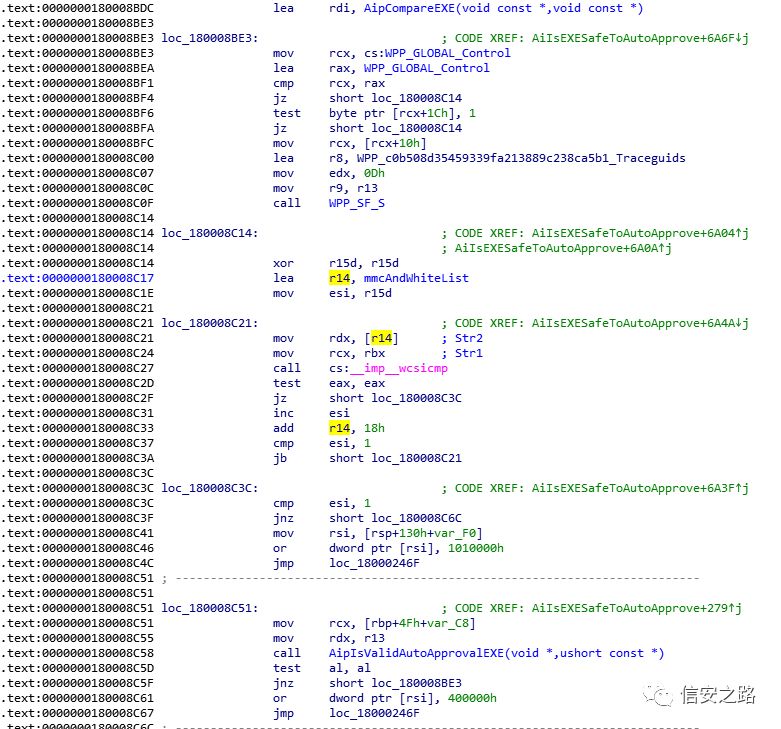 .text:0000000180008BDC lea rdi, AipCompareEXE(void const *,void const *)
.text:0000000180008BE3
.text:0000000180008BE3 loc_180008BE3: ; CODE XREF: AiIsEXESafeToAutoApprove+6A6F↓j
.text:0000000180008BE3 mov rcx, cs:WPP_GLOBAL_Control
.text:0000000180008BEA lea rax, WPP_GLOBAL_Control
.text:0000000180008BF1 cmp rcx, rax
.text:0000000180008BF4 jz short loc_180008C14
.text:0000000180008BF6 test byte ptr [rcx+1Ch], 1
.text:0000000180008BFA jz short loc_180008C14
.text:0000000180008BFC mov rcx, [rcx+10h]
.text:0000000180008C00 lea r8, WPP_c0b508d35459339fa213889c238ca5b1_Traceguids
.text:0000000180008C07 mov edx, 0Dh
.text:0000000180008C0C mov r9, r13
.text:0000000180008C0F call WPP_SF_S
.text:0000000180008C14
.text:0000000180008C14 loc_180008C14: ; CODE XREF: AiIsEXESafeToAutoApprove+6A04↑j
.text:0000000180008C14 ; AiIsEXESafeToAutoApprove+6A0A↑j
.text:0000000180008C14 xor r15d, r15d
.text:0000000180008C17 lea r14, mmcAndWhiteList
.text:0000000180008C1E mov esi, r15d
.text:0000000180008C21
.text:0000000180008C21 loc_180008C21: ; CODE XREF: AiIsEXESafeToAutoApprove+6A4A↓j
.text:0000000180008C21 mov rdx, [r14] ; Str2
.text:0000000180008C24 mov rcx, rbx ; Str1
.text:0000000180008C27 call cs:__imp__wcsicmp
.text:0000000180008C2D test eax, eax
.text:0000000180008C2F jz short loc_180008C3C
.text:0000000180008C31 inc esi
.text:0000000180008C33 add r14, 18h
.text:0000000180008C37 cmp esi, 1
.text:0000000180008C3A jb short loc_180008C21
.text:0000000180008C3C
.text:0000000180008C3C loc_180008C3C: ; CODE XREF: AiIsEXESafeToAutoApprove+6A3F↑j
.text:0000000180008C3C cmp esi, 1
.text:0000000180008C3F jnz short loc_180008C6C
.text:0000000180008C41 mov rsi, [rsp+130h+var_F0]
.text:0000000180008C46 or dword ptr [rsi], 1010000h
.text:0000000180008C4C jmp loc_18000246F
.text:0000000180008C51 ; ---------------------------------------------------------------------------
.text:0000000180008C51
.text:0000000180008C51 loc_180008C51: ; CODE XREF: AiIsEXESafeToAutoApprove+279↑j
.text:0000000180008C51 mov rcx, [rbp+4Fh+var_C8]
.text:0000000180008C55 mov rdx, r13
.text:0000000180008C58 call AipIsValidAutoApprovalEXE(void *,ushort const *)
.text:0000000180008C5D test al, al
.text:0000000180008C5F jnz short loc_180008BE3
.text:0000000180008C61 or dword ptr [rsi], 400000h
.text:0000000180008C67 jmp loc_18000246F
.text:0000000180008C6C ; ---------------------------------------------------------------------------
信安之路